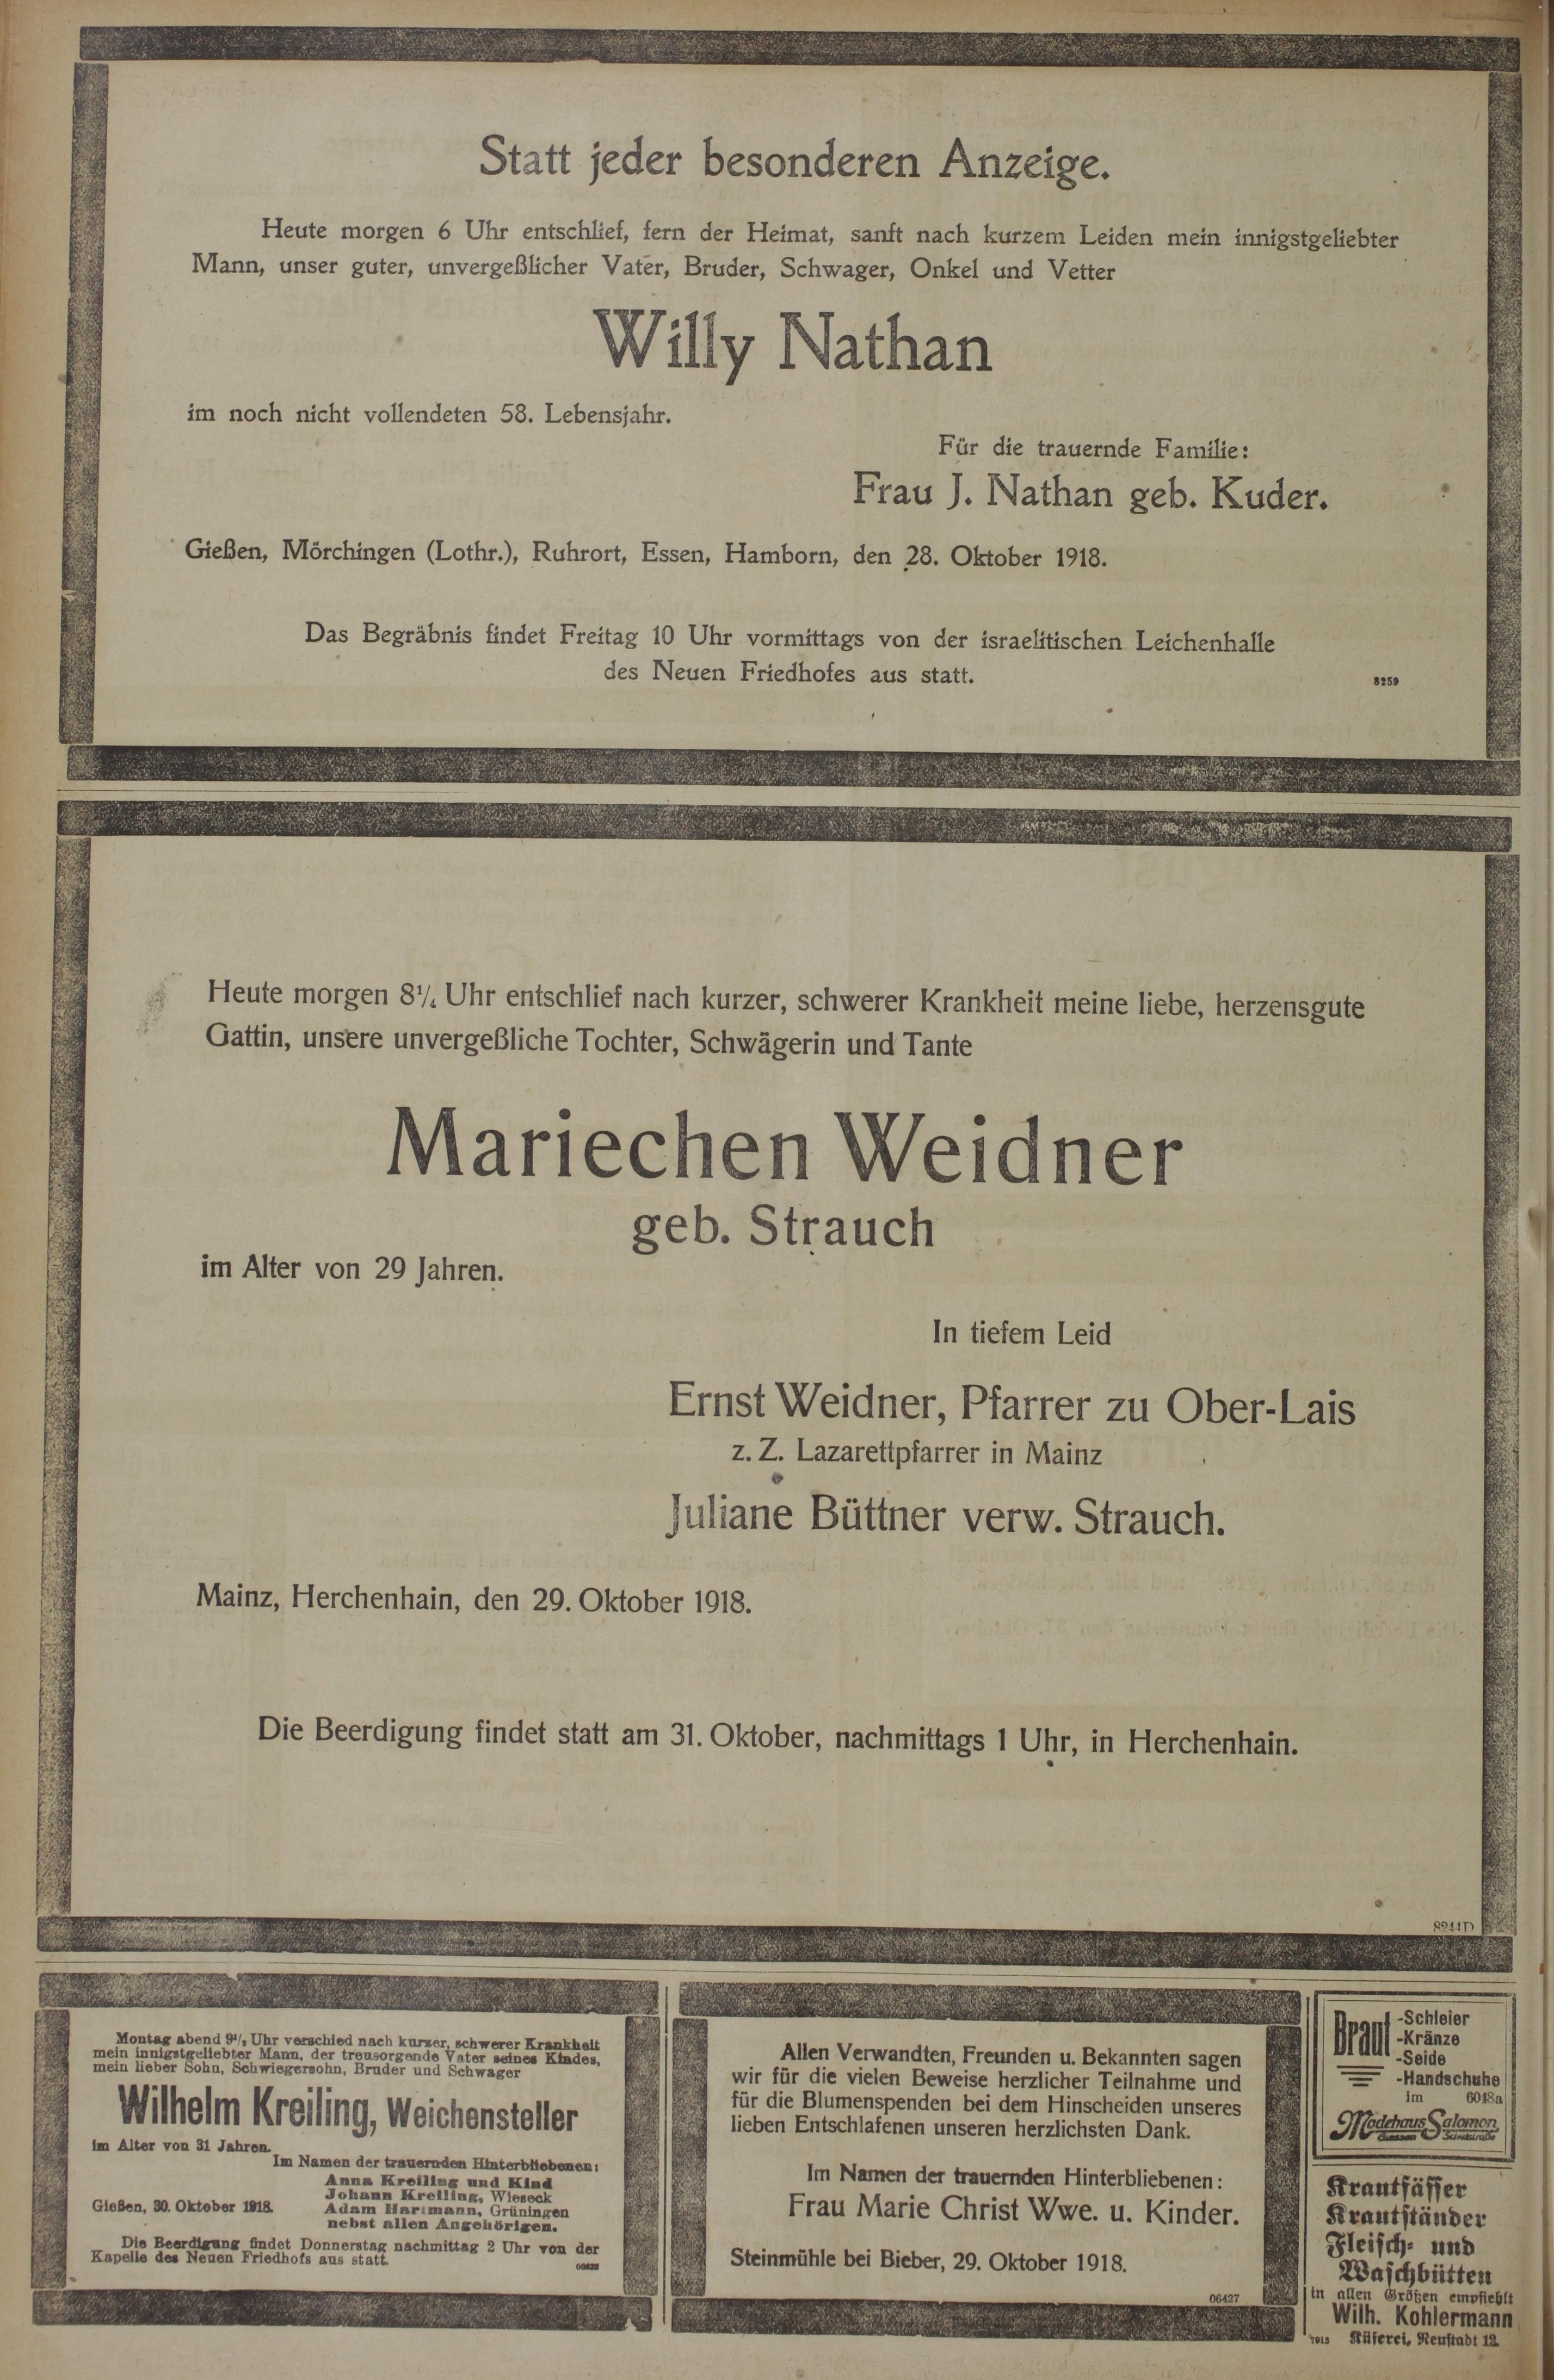 Statt jeder besonderen Anzeige.
Heute morgen 6 Uhr entschlief, fern der Heimat, sanft nach kurzem Leiden mein innigstgeliebter
Mann, unser guter, unvergeßlicher Vater, Bruder, Schwager, Onkel und Vetter
Willy Nathan
im noch nicht vollendeten 58. Lebensjahr.
Für die trauernde Familie:
Frau J. Nathan geb. Kuder.
Gießen, Mörchingen (Lothr.), Ruhrort, Essen, Hamborn, den 28. Oktober 1918.
Das Begräbnis findet Freitag 10 Uhr vormittags von der israelitischen Leichenhalle
des Neuen Friedhofes aus statt.
8259
Heute morgen 8¼ Uhr entschlief nach kurzer, schwerer Krankheit meine liebe, herzensgute
Gattin, unsere unvergeßliche Tochter, Schwägerin und Tante
Mariechen Weidner
geb. Strauch
im Alter von 29 Jahren.
In tiefem Leid
Ernst Weidner, Pfarrer zu Ober-Lais
z. Z. Lazarettpfarrer in Mainz
Juliane Büttner verw. Strauch.
Mainz, Herchenhain, den 29. Oktober 1918.
Die Beerdigung findet statt am 31. Oktober, nachmittags 1 Uhr, in Herchenhain.
8244D
Montag abend Uhr verschied nach kurzer, schwerer Krankheit
mein innigstgeliebter Mann, der treusorgende Vater seines Kindes,
mein lieber Sohn, Schwiegersohn, Bruder und Schwager
Wilhelm Kreiling, Weichensteller
im Alter von 31 Jahren.
Im Namen der trauernden Hinterbliebenen:
Anna Kreiling und Kind
Johann Kreiling, Wieseck
Gießen, 30. Oktober 1918. Adam Hartmann, Grüningen
nebst allen Angehörigen.
Die Beerdigung findet Donnerstag nachmittag 2 Uhr von der
Kapelle des Neuen Friedhofs aus statt.
Allen Verwandten, Freunden u. Bekannten sagen
wir für die vielen Beweise herzlicher Teilnahme und
für die Blumenspenden bei dem Hinscheiden unseres
lieben Entschlafenen unseren herzlichsten Dank.
Im Namen der trauernden Hinterbliebenen:
Frau Marie Christ Wwe. u. Kinder.
Steinmühle bei Bieber, 29. Oktober 1918.
06427
Braut
-Schleier
-Kränze
-Seide
-Handschuhe
im 6048a
Modehaus Salomon
Krautfässer
Krautständer
Fleisch- und
Waschbütten
in allen Größen empfiehlt
Wilh. Kohlermann
7913 Küferei, Neustadt 12.